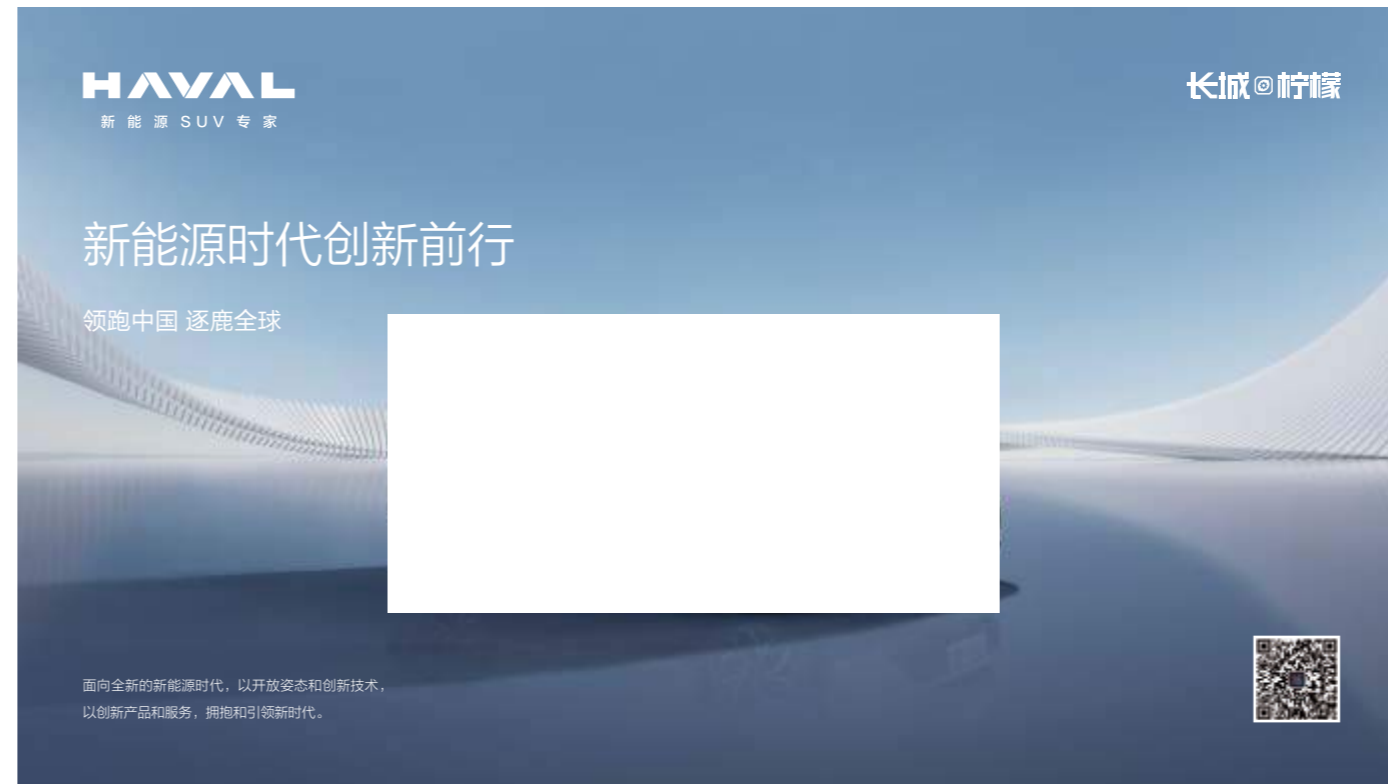 HAVAL
新能源SUV专家
长城柠檬
新能源时代创新前行
领跑中国 逐鹿全球
面向全新的新能源时代，以开放姿态和创新技术，
以创新产品和服务，拥抱和引领新时代。